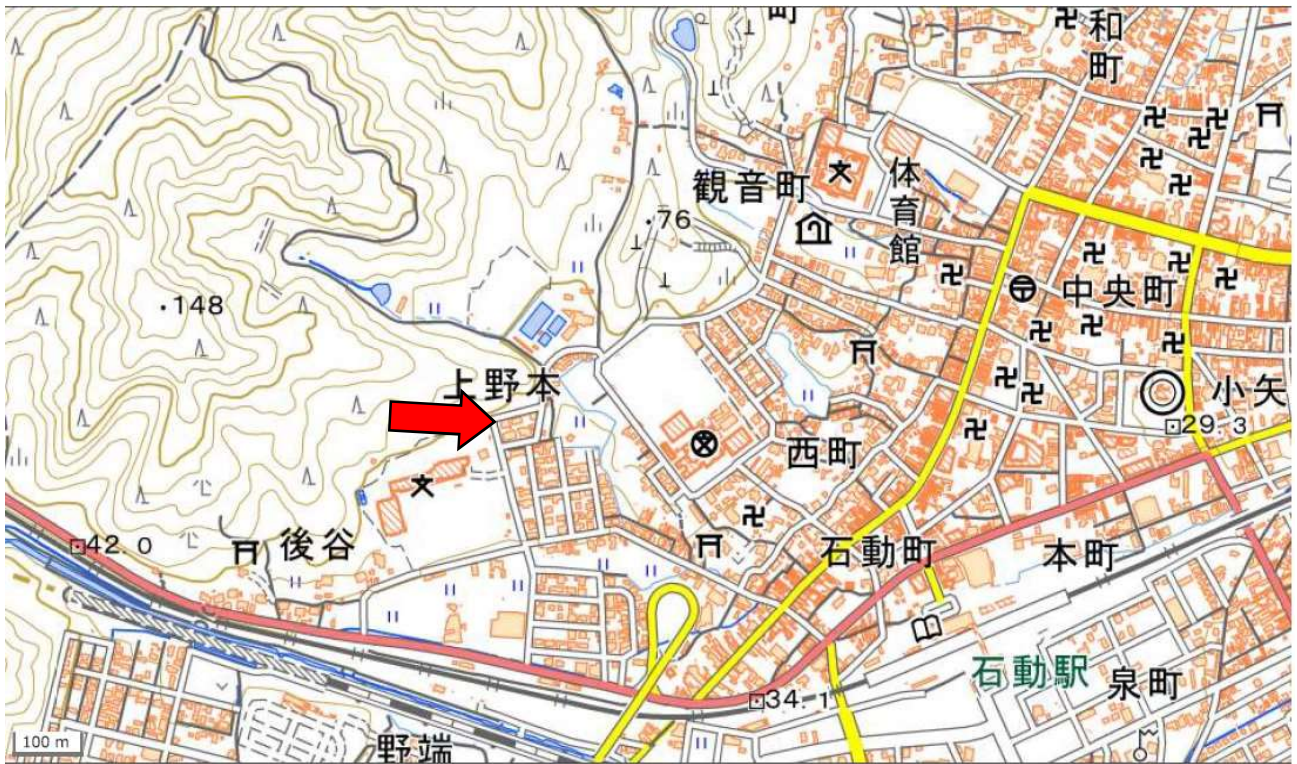 町
和町
体育館
観音町
・76
中央町
・148
上野本
小矢
29.3
西町
42.0
後谷
石動町
本町
石動駅
泉町
34.1
100 m
野端